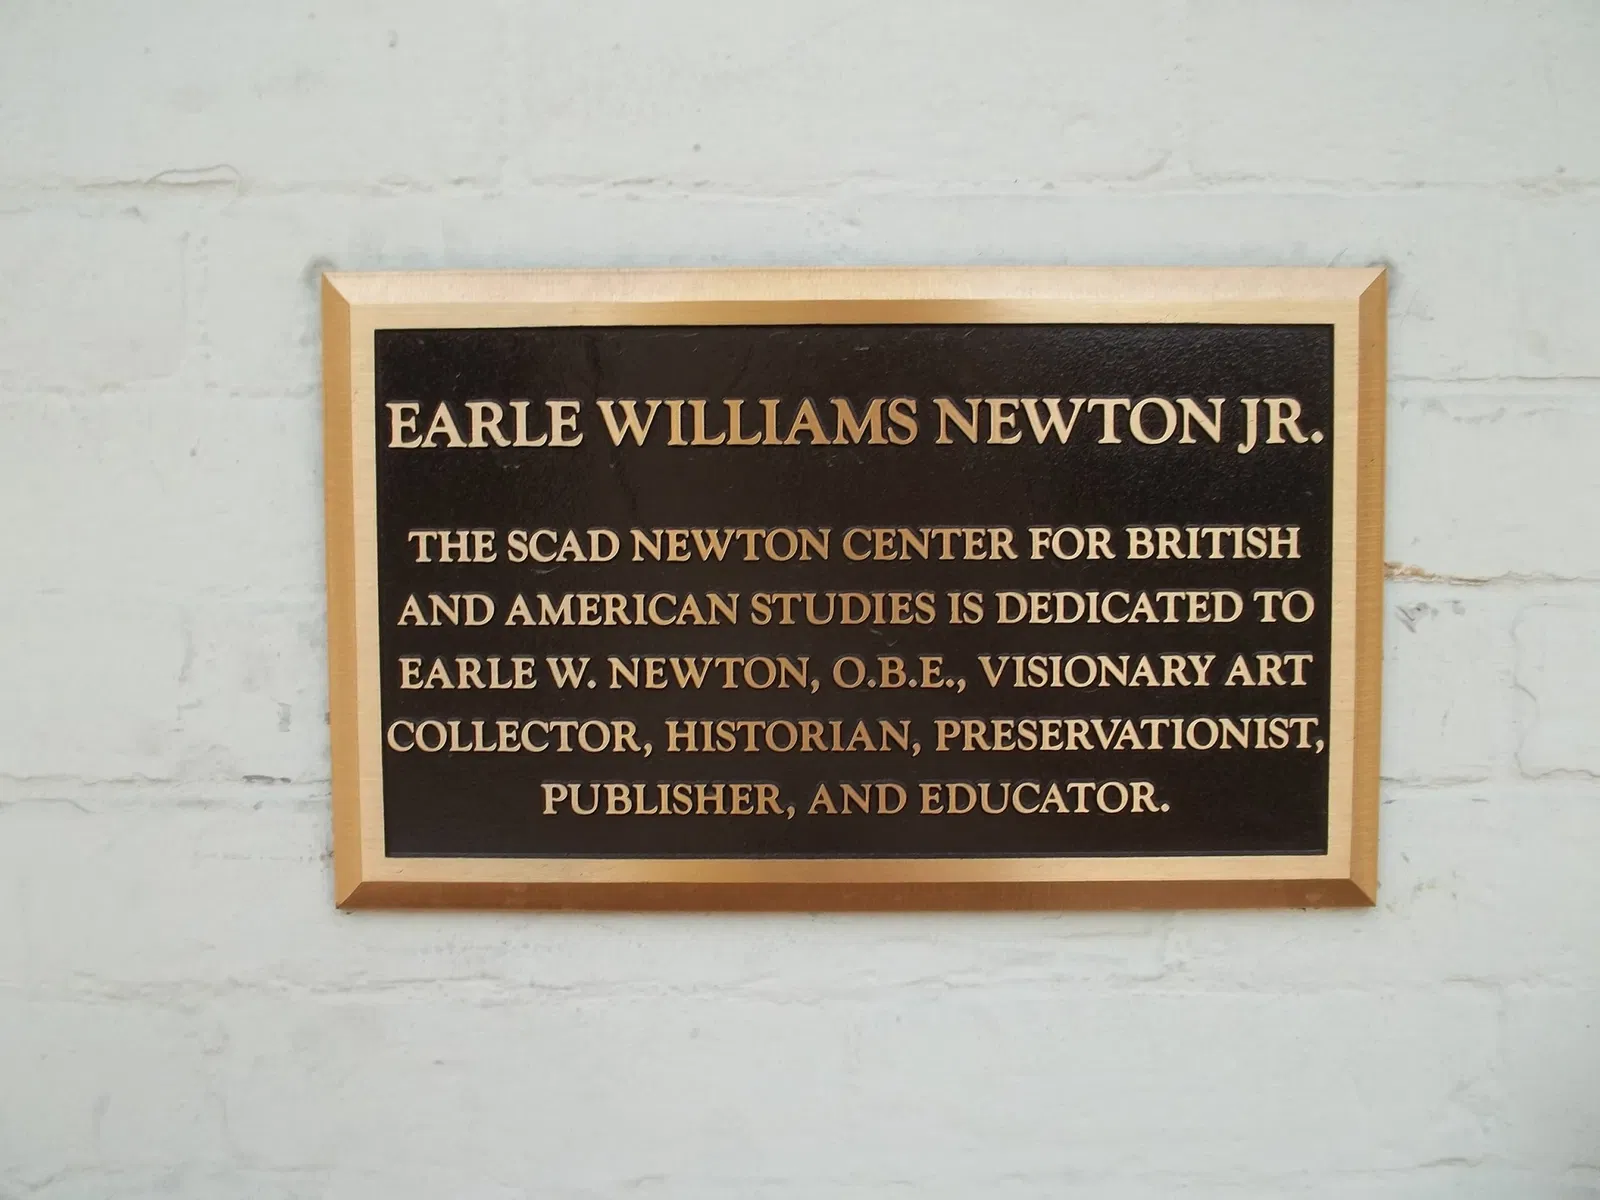 EARLE WILLIAMS NEWTON JR.
THE SCAD NEWTON CENTER FOR BRITISH
AND AMERICAN STUDIES IS DEDICATED TO
EARLE W. NEWTON, O.B.E., VISIONARY ART
COLLECTOR, HISTORIAN, PRESERVATIONIST,
PUBLISHER, AND EDUCATOR.